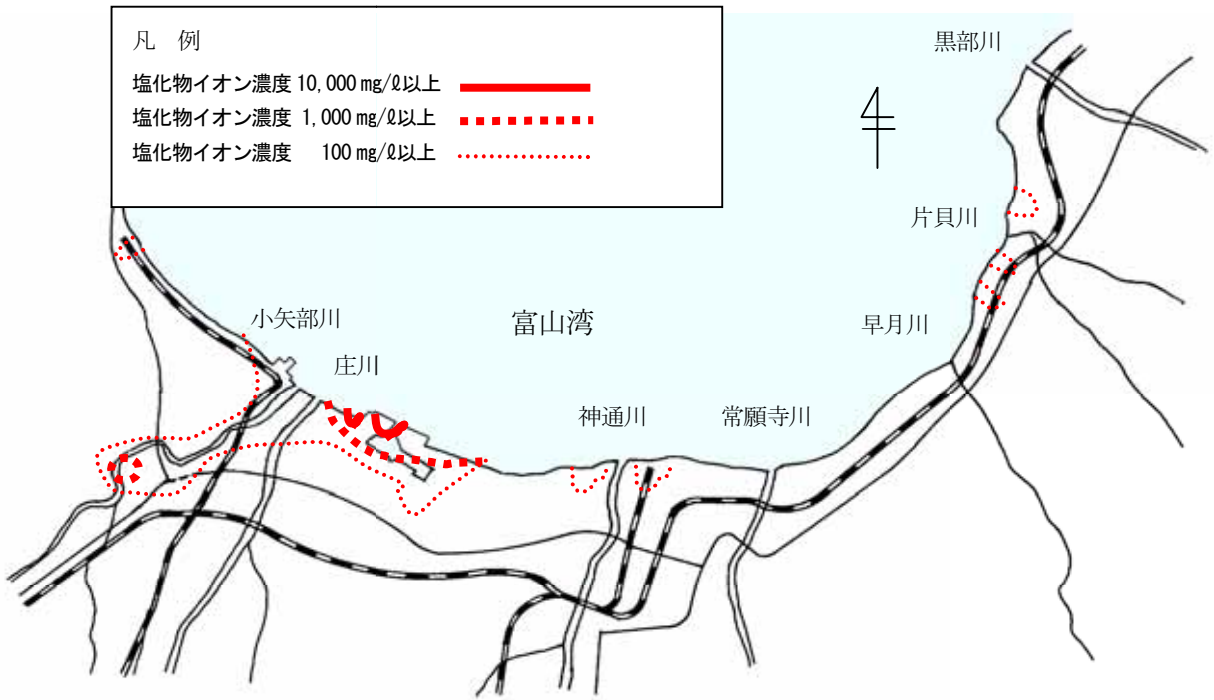 凡 例
塩化物イオン濃度 10,000 mg/ℓ以上
塩化物イオン濃度 1,000 mg/ℓ以上
塩化物イオン濃度 100 mg/ℓ以上
黒部川
片貝川
早月川
富山湾
小矢部川
庄川
神通川
常願寺川